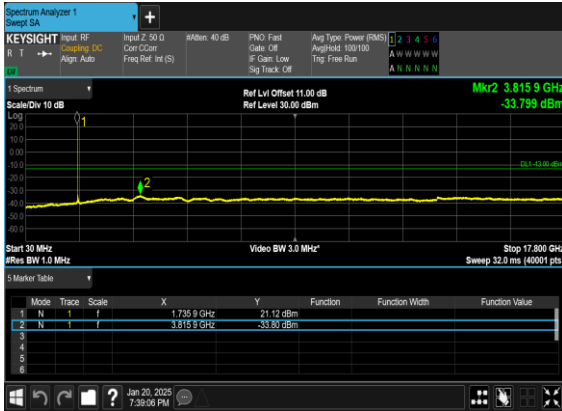 Spectrum Analyzer 1
Swept SA
KEYSIGHT Input: RF Input Z: 50 Ω #Atten: 40 dB PNO: Fast Avg Type: Power (RMS) 1 2 3 4 5 6
R T Coupling: DC Corr CCorr Gate: Off Avg|Hold: 100/100 A W W W W W
Align: Auto Freq Ref: Int (S) IF Gain: Low Trig: Free Run
Sig Track: Off A N N N N N
1 Spectrum
Ref Lvl Offset 11.00 dB Mkr2 3.815 9 GHz
Scale/Div 10 dB Ref Level 30.00 dBm -33.799 dBm
Log
20.0
10.0
0.00
-10.0
-20.0
-30.0
-40.0
-50.0
-60.0
1
2
DL1 -13.00 dBm
Start 30 MHz Video BW 3.0 MHz* Stop 17.800 GHz
#Res BW 1.0 MHz Sweep 32.0 ms (40001 pts)
5 Marker Table
Mode Trace Scale X Y Function Function Width Function Value
1 N 1 f 1.735 9 GHz 21.12 dBm
2 N 1 f 3.815 9 GHz -33.80 dBm
3
4
5
6
? Jan 20, 2025
7:39:06 PM